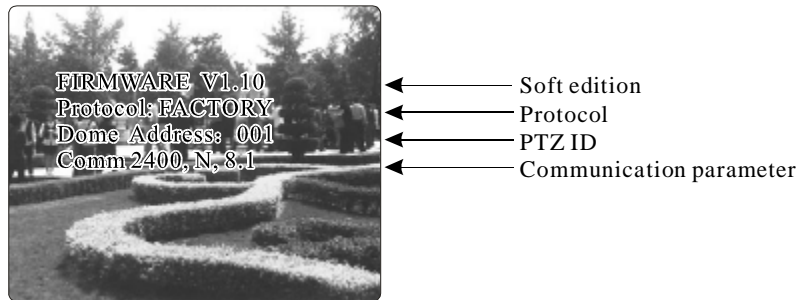 FIRMWARE V1.10
Protocol: FACTORY
Dome Address: 001
Comm 2400, N, 8.1
Soft edition
Protocol
PTZ ID
Communication parameter